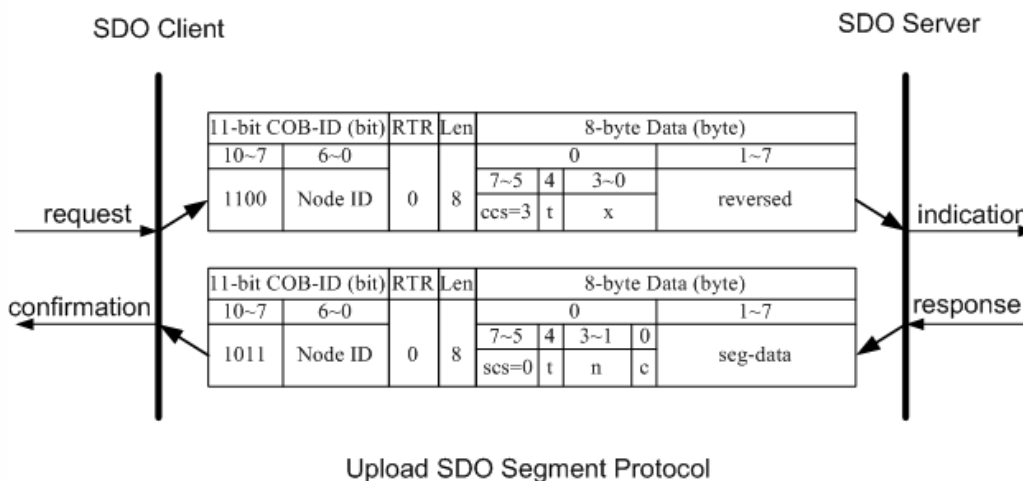 SDO Client
SDO Server
11-bit COB-ID (bit) RTR Len 8-byte Data (byte)
10~7 6~0 0 1~7
7~5 4 3~0
1100 Node ID 0 8 reversed
ccs=3 t x
request
indication
11-bit COB-ID (bit) RTR Len 8-byte Data (byte)
confirmation
response
10~7 6~0 0 1~7
7~5 4 3~1 0
1011 Node ID 0 8 seg-data
scs=0 t n c
Upload SDO Segment Protocol